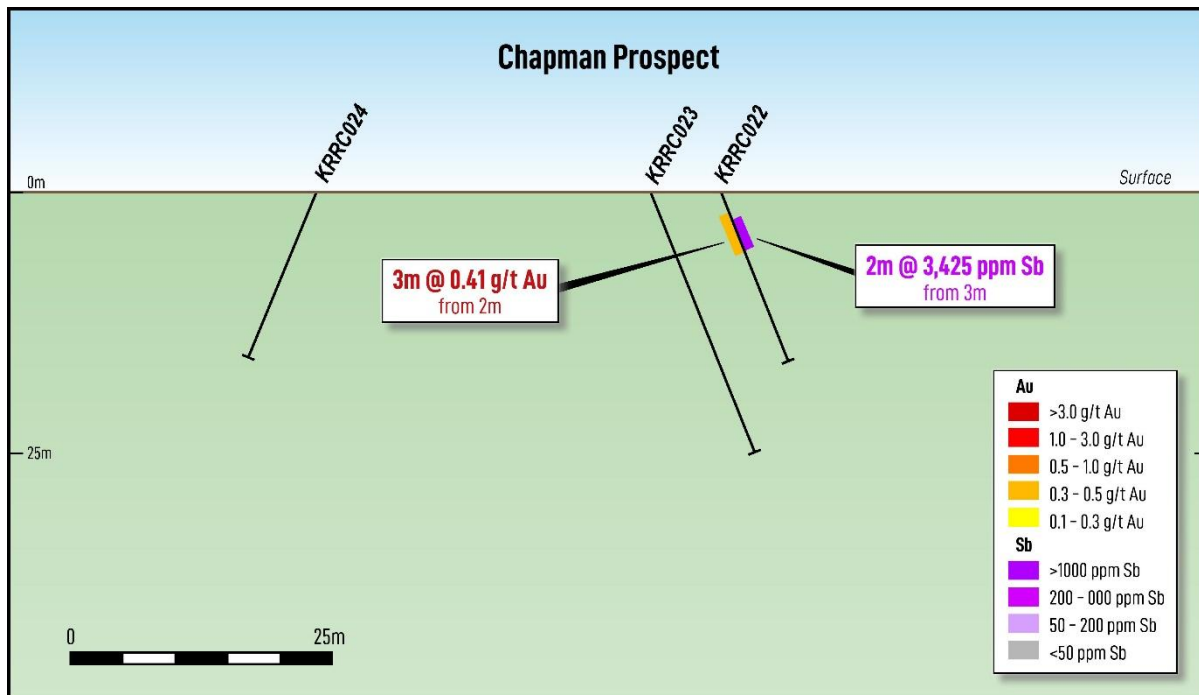 Chapman Prospect
KRRC024
KRRC023
KRRC022
0m
Surface
3m @ 0.41 g/t Au
from 2m
2m @ 3,425 ppm Sb
from 3m
25m
Au
>3.0 g/t Au
1.0 – 3.0 g/t Au
0.5 – 1.0 g/t Au
0.3 – 0.5 g/t Au
0.1 – 0.3 g/t Au
Sb
>1000 ppm Sb
200 – 000 ppm Sb
50 – 200 ppm Sb
<50 ppm Sb
0 25m